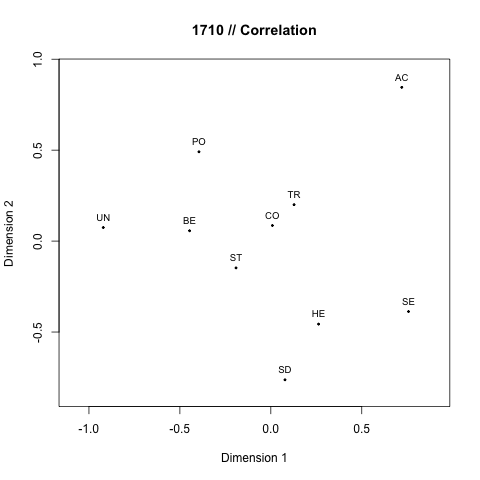 1710 // Correlation
1.0
AC
0.5
PO
TR
UN
BE
CO
0.0
ST
SE
HE
-0.5
SD
-1.0 -0.5 0.0 0.5
Dimension 1
Dimension 2